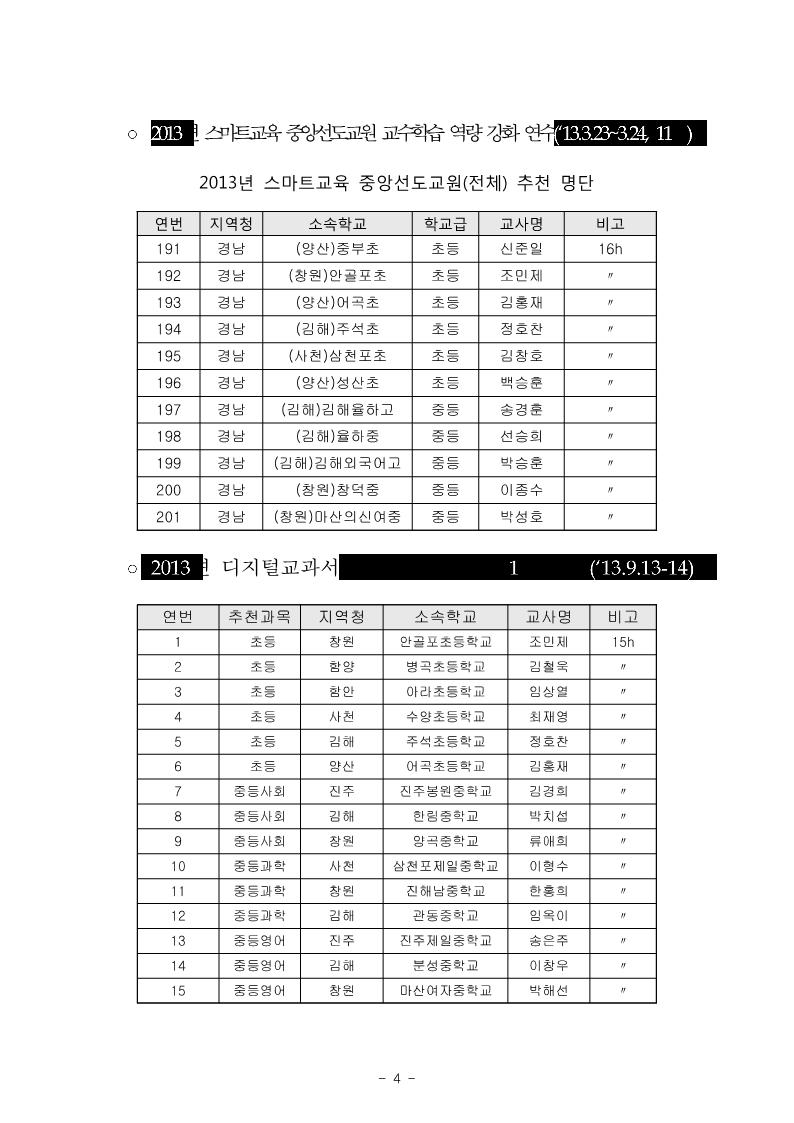 ○ 2013년 스마트교육 중앙선도교원 교수학습 역량 강화 연수('13.3.23~3.24, 11 )
2013년 스마트교육 중앙선도교원(전체) 추천 명단
연번 지역청 소속학교 학교급 교사명 비고
191 경남 (양산)중부초 초등 신준일 16h
192 경남 (창원)안골포초 초등 조민제 〃
193 경남 (양산)어곡초 초등 김홍재 〃
194 경남 (김해)주석초 초등 정호찬 〃
195 경남 (사천)삼천포초 초등 김창호 〃
196 경남 (양산)성산초 초등 백승훈 〃
197 경남 (김해)김해율하고 중등 송경훈 〃
198 경남 (김해)율하중 중등 선승희 〃
199 경남 (김해)김해외국어고 중등 박승훈 〃
200 경남 (창원)창덕중 중등 이종수 〃
201 경남 (창원)마산의신여중 중등 박성호 〃
○ 2013년 디지털교과서 1 ('13.9.13-14)
연번 추천과목 지역청 소속학교 교사명 비고
1 초등 창원 안골포초등학교 조민제 15h
2 초등 함양 병곡초등학교 김철욱 〃
3 초등 함안 아라초등학교 임상열 〃
4 초등 사천 수양초등학교 최재영 〃
5 초등 김해 주석초등학교 정호찬 〃
6 초등 양산 어곡초등학교 김홍재 〃
7 중등사회 진주 진주봉원중학교 김경희 〃
8 중등사회 김해 한림중학교 박치섭 〃
9 중등사회 창원 양곡중학교 류애희 〃
10 중등과학 사천 삼천포제일중학교 이형수 〃
11 중등과학 창원 진해남중학교 한홍희 〃
12 중등과학 김해 관동중학교 임옥이 〃
13 중등영어 진주 진주제일중학교 송은주 〃
14 중등영어 김해 분성중학교 이창우 〃
15 중등영어 창원 마산여자중학교 박해선 〃
- 4 -